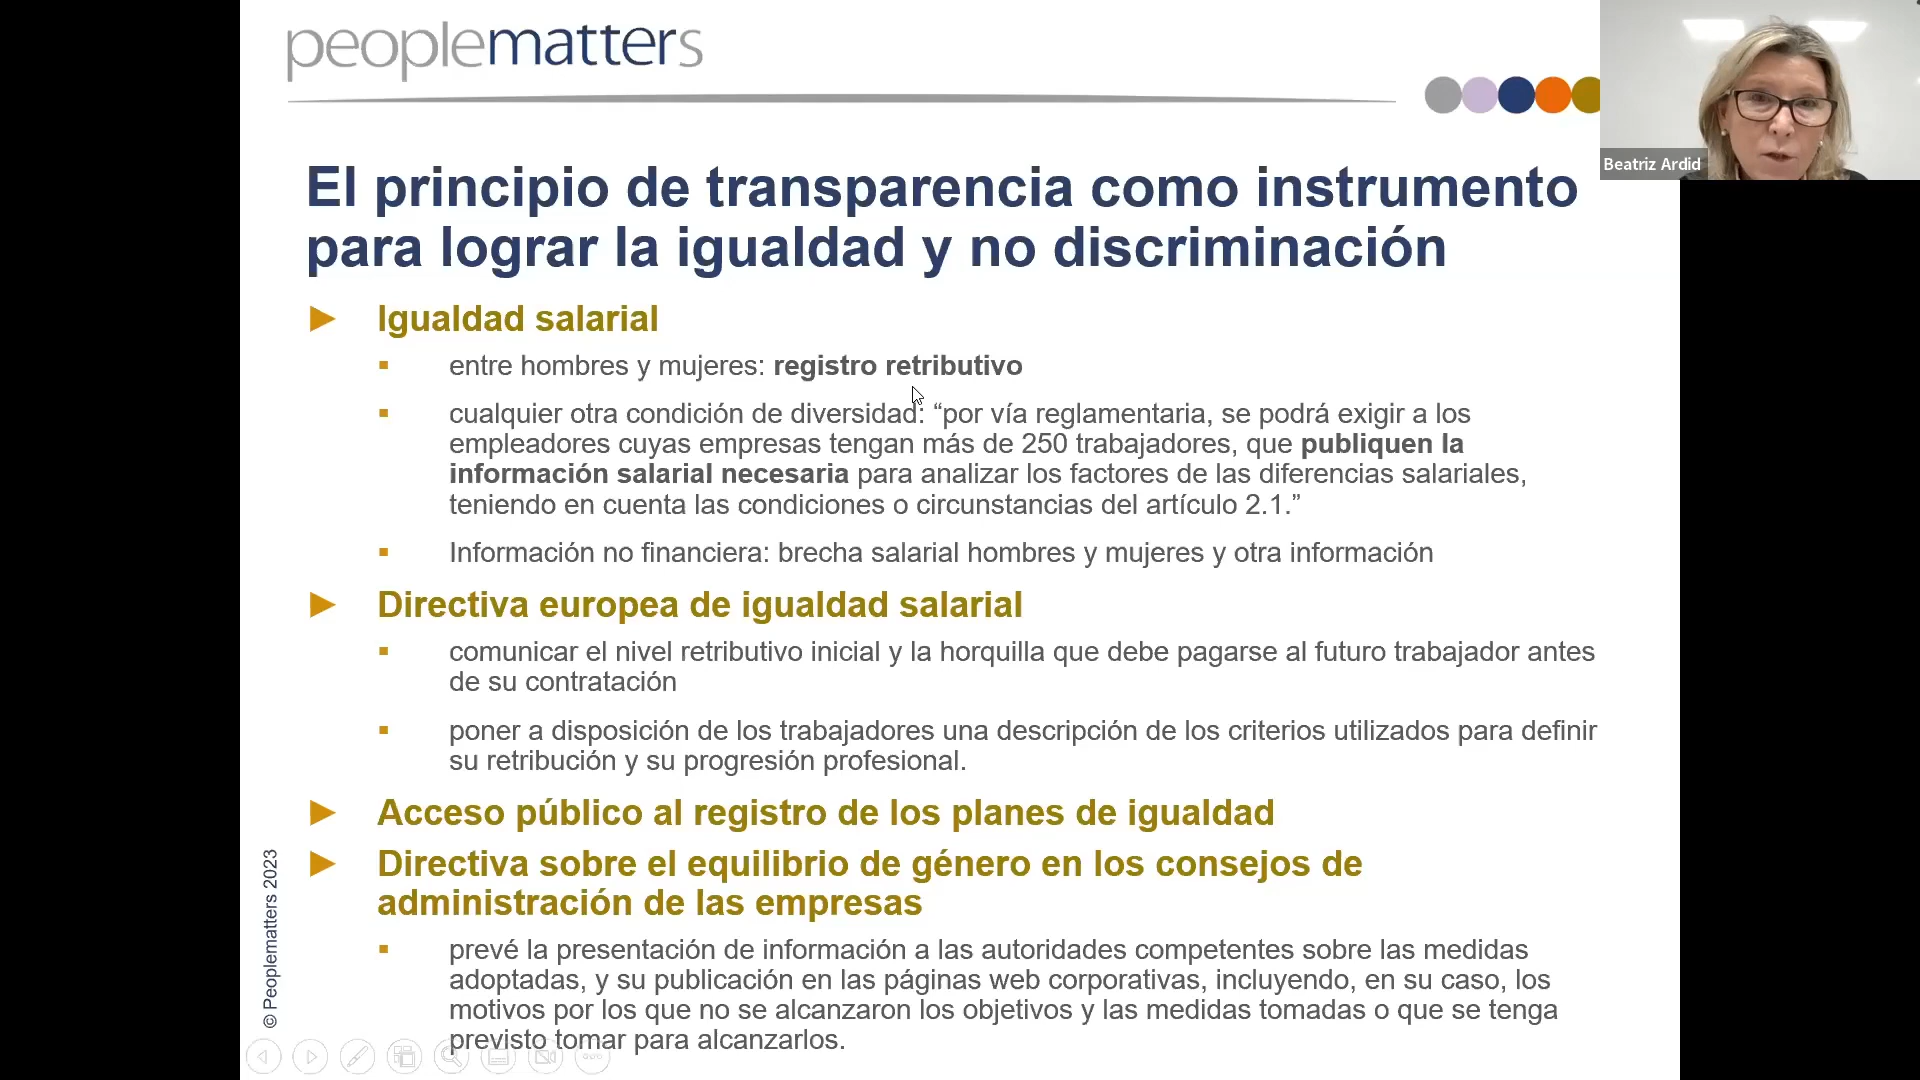 peoplematters
Beatriz Ardid
El principio de transparencia como instrumento
para lograr la igualdad y no discriminación
Igualdad salarial
entre hombres y mujeres: registro retributivo
cualquier otra condición de diversidad: “por vía reglamentaria, se podrá exigir a los
empleadores cuyas empresas tengan más de 250 trabajadores, que publiquen la
información salarial necesaria para analizar los factores de las diferencias salariales,
teniendo en cuenta las condiciones o circunstancias del artículo 2.1.”
Información no financiera: brecha salarial hombres y mujeres y otra información
Directiva europea de igualdad salarial
comunicar el nivel retributivo inicial y la horquilla que debe pagarse al futuro trabajador antes
de su contratación
poner a disposición de los trabajadores una descripción de los criterios utilizados para definir
su retribución y su progresión profesional.
Acceso público al registro de los planes de igualdad
Directiva sobre el equilibrio de género en los consejos de
administración de las empresas
prevé la presentación de información a las autoridades competentes sobre las medidas
adoptadas, y su publicación en las páginas web corporativas, incluyendo, en su caso, los
motivos por los que no se alcanzaron los objetivos y las medidas tomadas o que se tenga
previsto tomar para alcanzarlos.
© Peoplematters 2023